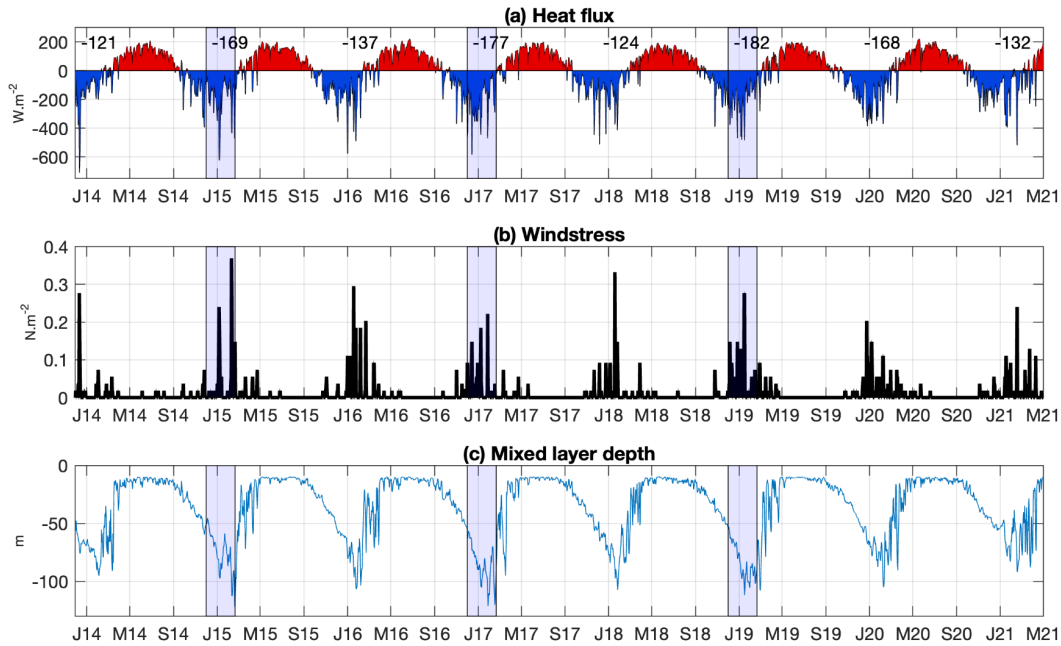 (a) Heat flux
-121 -169 -137 -177 -124 -182 -168 -132
200
0
-200
-400
-600
W.m-2
J14 M14 S14 J15 M15 S15 J16 M16 S16 J17 M17 S17 J18 M18 S18 J19 M19 S19 J20 M20 S20 J21 M21
(b) Windstress
0.4
0.3
0.2
0.1
0
N.m-2
J14 M14 S14 J15 M15 S15 J16 M16 S16 J17 M17 S17 J18 M18 S18 J19 M19 S19 J20 M20 S20 J21 M21
(c) Mixed layer depth
0
-50
-100
m
J14 M14 S14 J15 M15 S15 J16 M16 S16 J17 M17 S17 J18 M18 S18 J19 M19 S19 J20 M20 S20 J21 M21